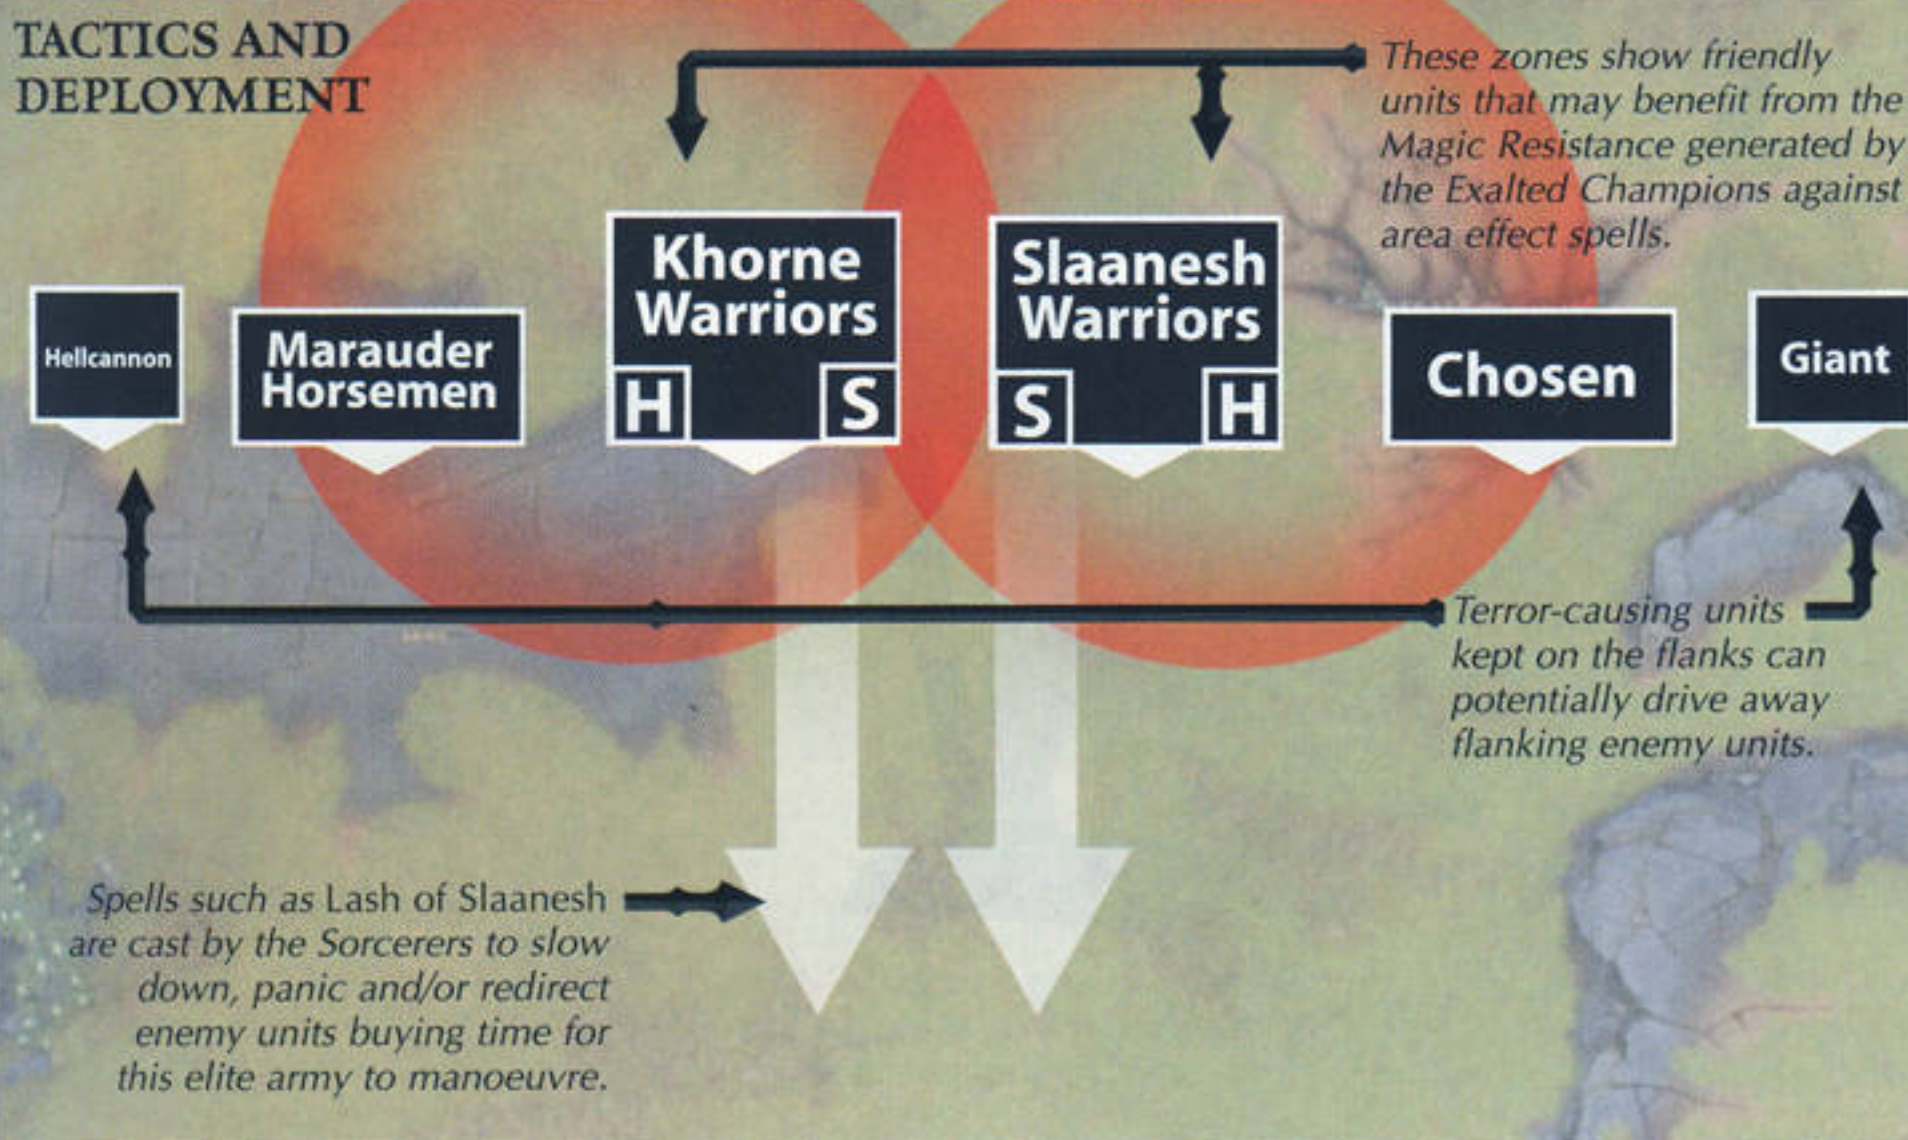 TACTICS AND
DEPLOYMENT
These zones show friendly
units that may benefit from the
Magic Resistance generated by
the Exalted Champions against
area effect spells.
Hellcannon
Marauder
Horsemen
Khorne
Warriors
H
S
Slaanesh
Warriors
S
H
Chosen
Giant
Terror-causing units
kept on the flanks can
potentially drive away
flanking enemy units.
Spells such as Lash of Slaanesh
are cast by the Sorcerers to slow
down, panic and/or redirect
enemy units buying time for
this elite army to manoeuvre.